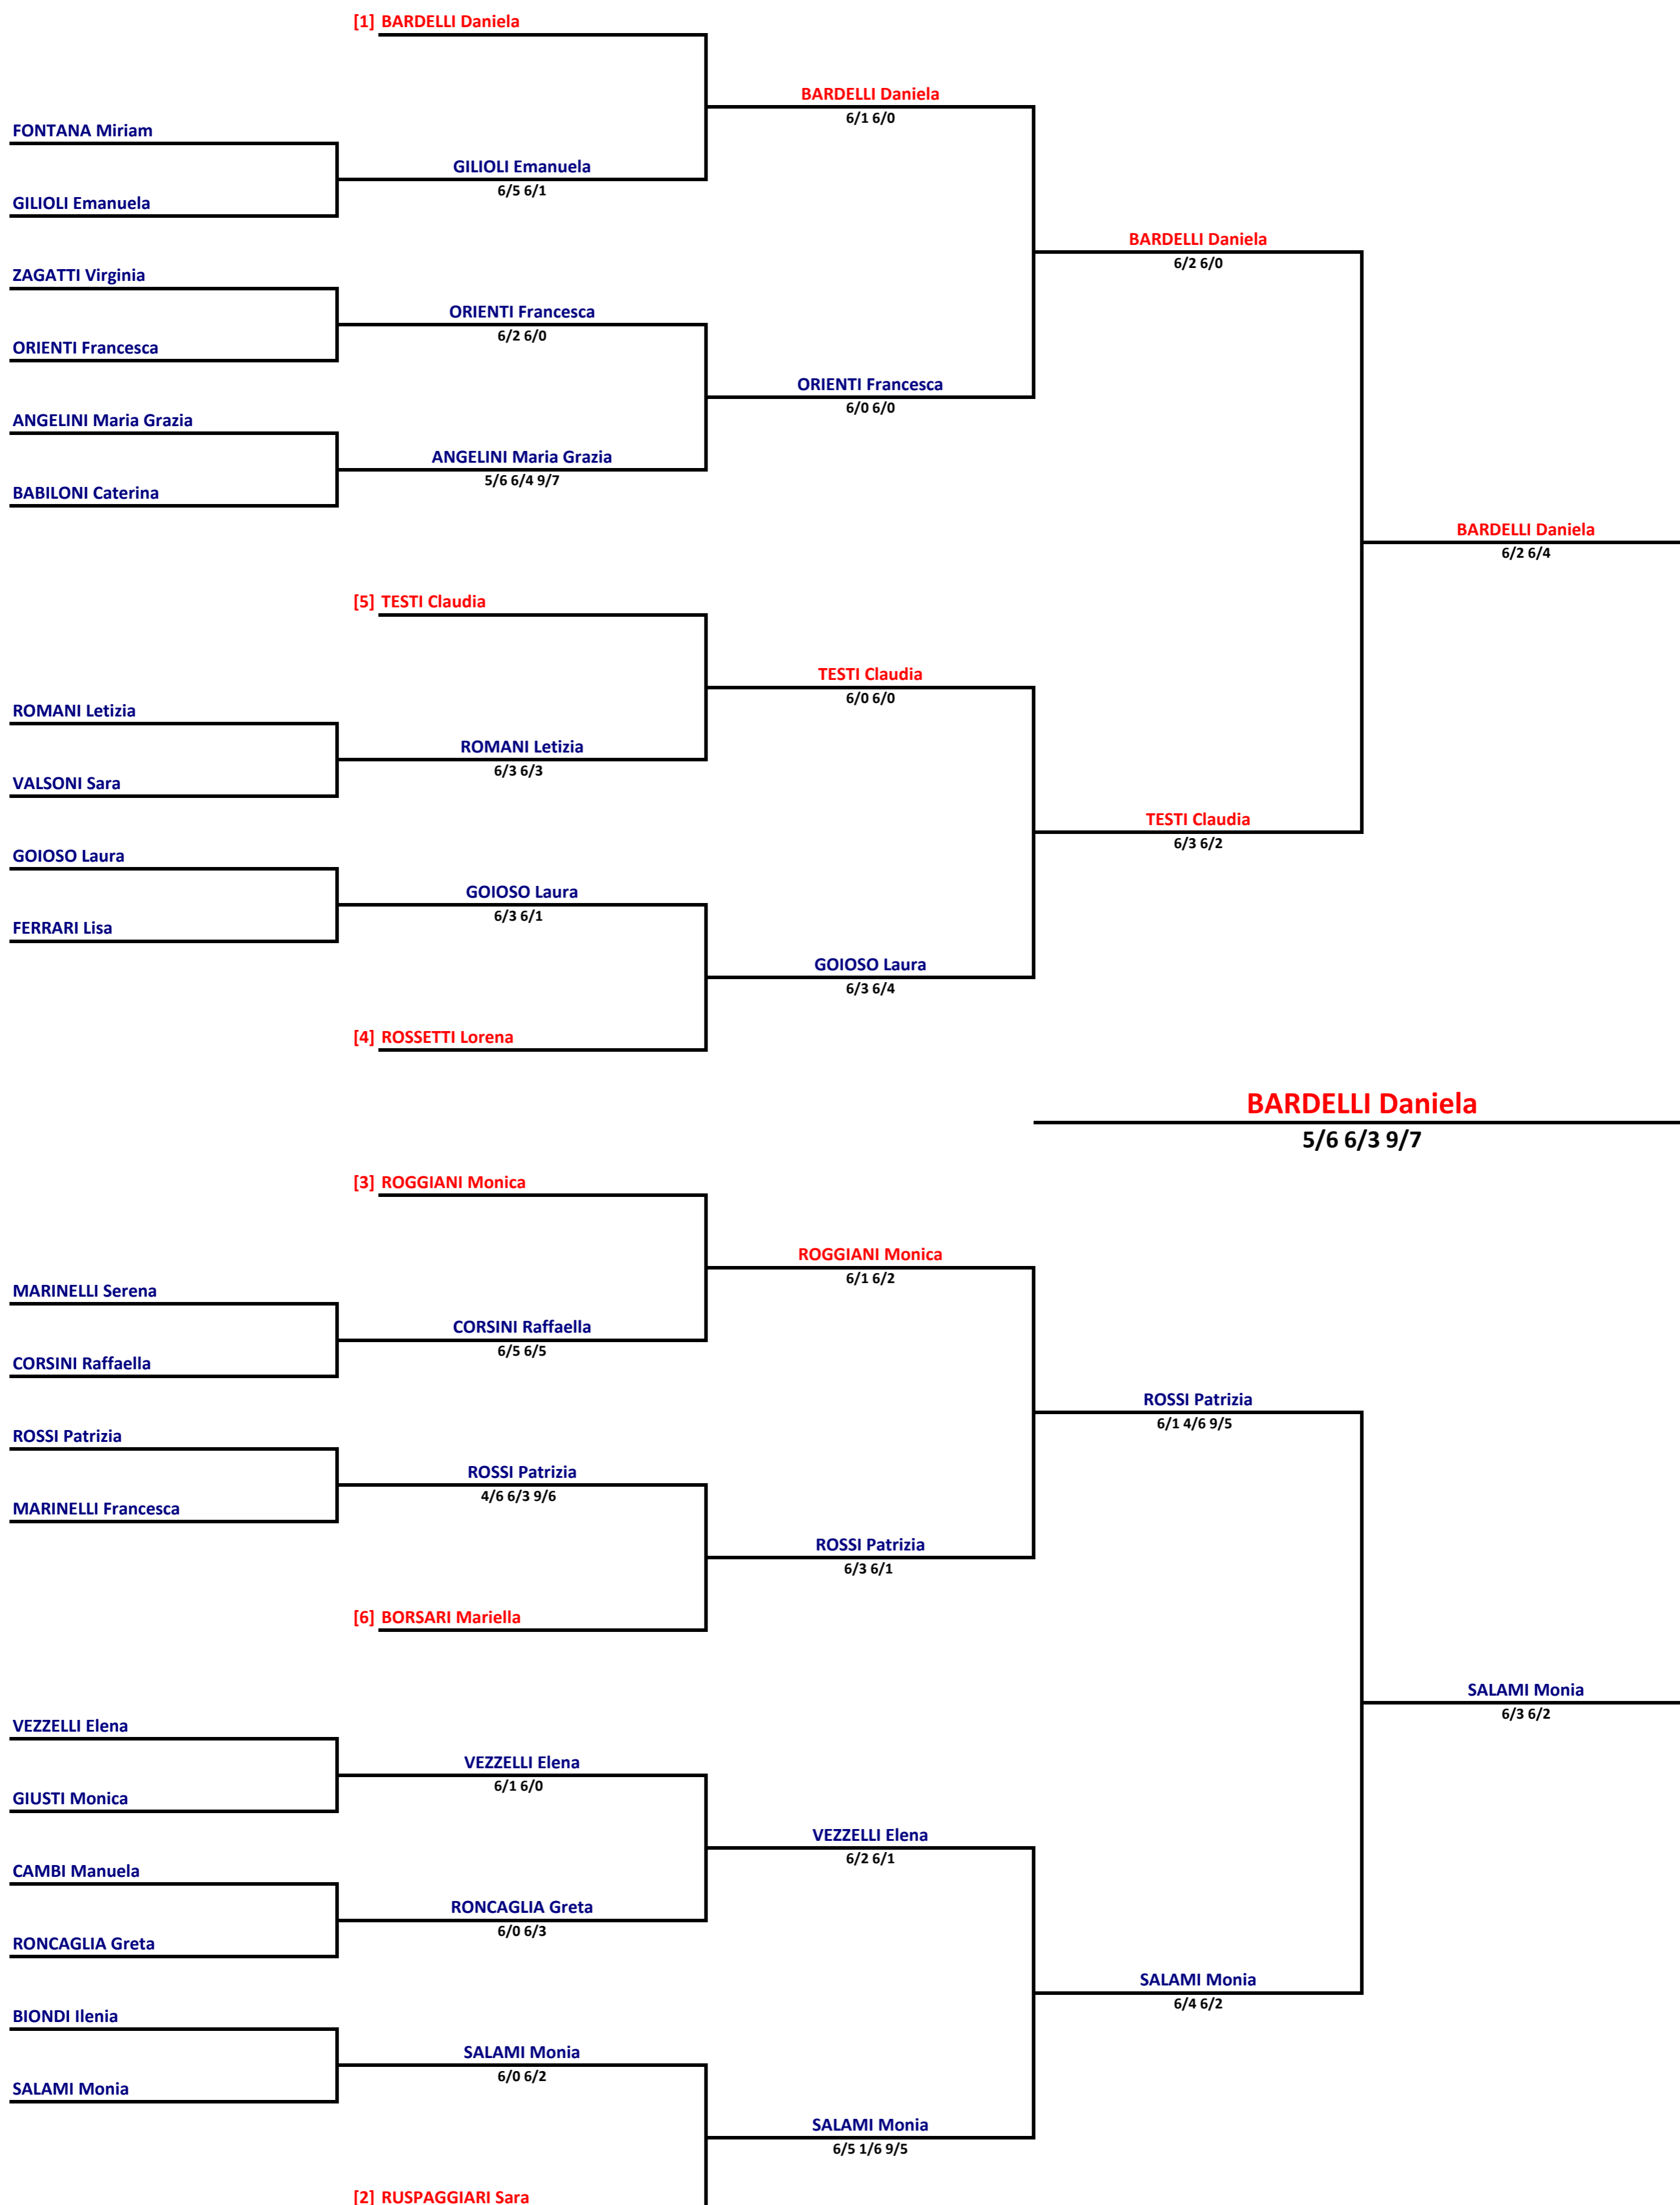 [1] BARDELLI Daniela
BARDELLI Daniela
6/1 6/0
FONTANA Miriam
GILIOLI Emanuela
6/5 6/1
GILIOLI Emanuela
BARDELLI Daniela
6/2 6/0
ZAGATTI Virginia
ORIENTI Francesca
6/2 6/0
ORIENTI Francesca
ORIENTI Francesca
6/0 6/0
ANGELINI Maria Grazia
ANGELINI Maria Grazia
5/6 6/4 9/7
BABILONI Caterina
BARDELLI Daniela
6/2 6/4
[5] TESTI Claudia
TESTI Claudia
6/0 6/0
ROMANI Letizia
ROMANI Letizia
6/3 6/3
VALSONI Sara
TESTI Claudia
6/3 6/2
GOIOSO Laura
GOIOSO Laura
6/3 6/1
FERRARI Lisa
GOIOSO Laura
6/3 6/4
[4] ROSSETTI Lorena
BARDELLI Daniela
5/6 6/3 9/7
[3] ROGGIANI Monica
ROGGIANI Monica
6/1 6/2
MARINELLI Serena
CORSINI Raffaella
6/5 6/5
CORSINI Raffaella
ROSSI Patrizia
6/1 4/6 9/5
ROSSI Patrizia
ROSSI Patrizia
4/6 6/3 9/6
MARINELLI Francesca
ROSSI Patrizia
6/3 6/1
[6] BORSARI Mariella
SALAMI Monia
6/3 6/2
VEZZELLI Elena
VEZZELLI Elena
6/1 6/0
GIUSTI Monica
VEZZELLI Elena
6/2 6/1
CAMBI Manuela
RONCAGLIA Greta
6/0 6/3
RONCAGLIA Greta
SALAMI Monia
6/4 6/2
BIONDI Ilenia
SALAMI Monia
6/0 6/2
SALAMI Monia
SALAMI Monia
6/5 1/6 9/5
[2] RUSPAGGIARI Sara